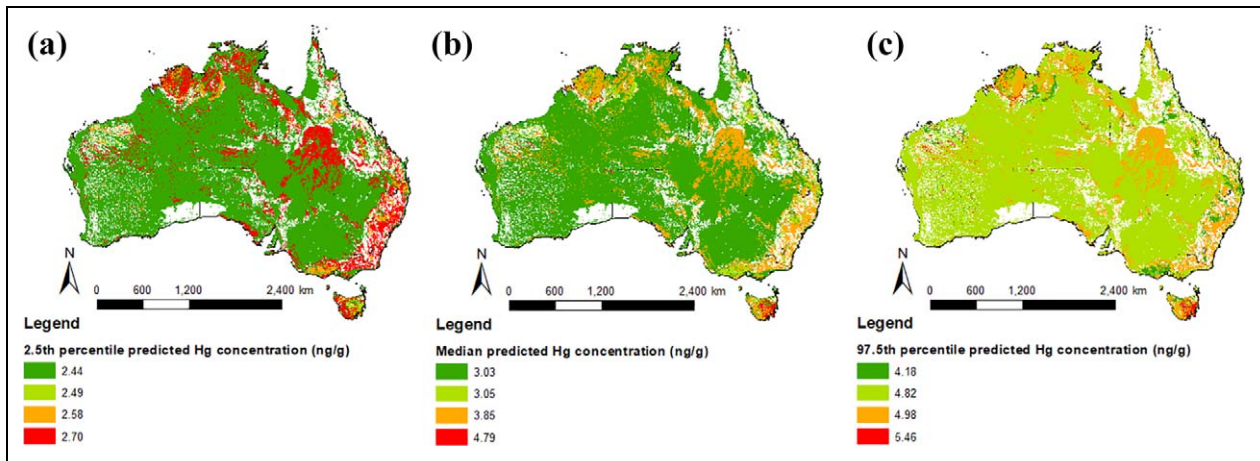 (a)
N
0 600 1,200 2,400 km
Legend
2.5th percentile predicted Hg concentration (ng/g)
2.44
2.49
2.58
2.70
(b)
N
0 600 1,200 2,400 km
Legend
Median predicted Hg concentration (ng/g)
3.03
3.05
3.85
4.79
(c)
N
0 600 1,200 2,400 km
Legend
97.5th percentile predicted Hg concentration (ng/g)
4.18
4.82
4.98
5.46